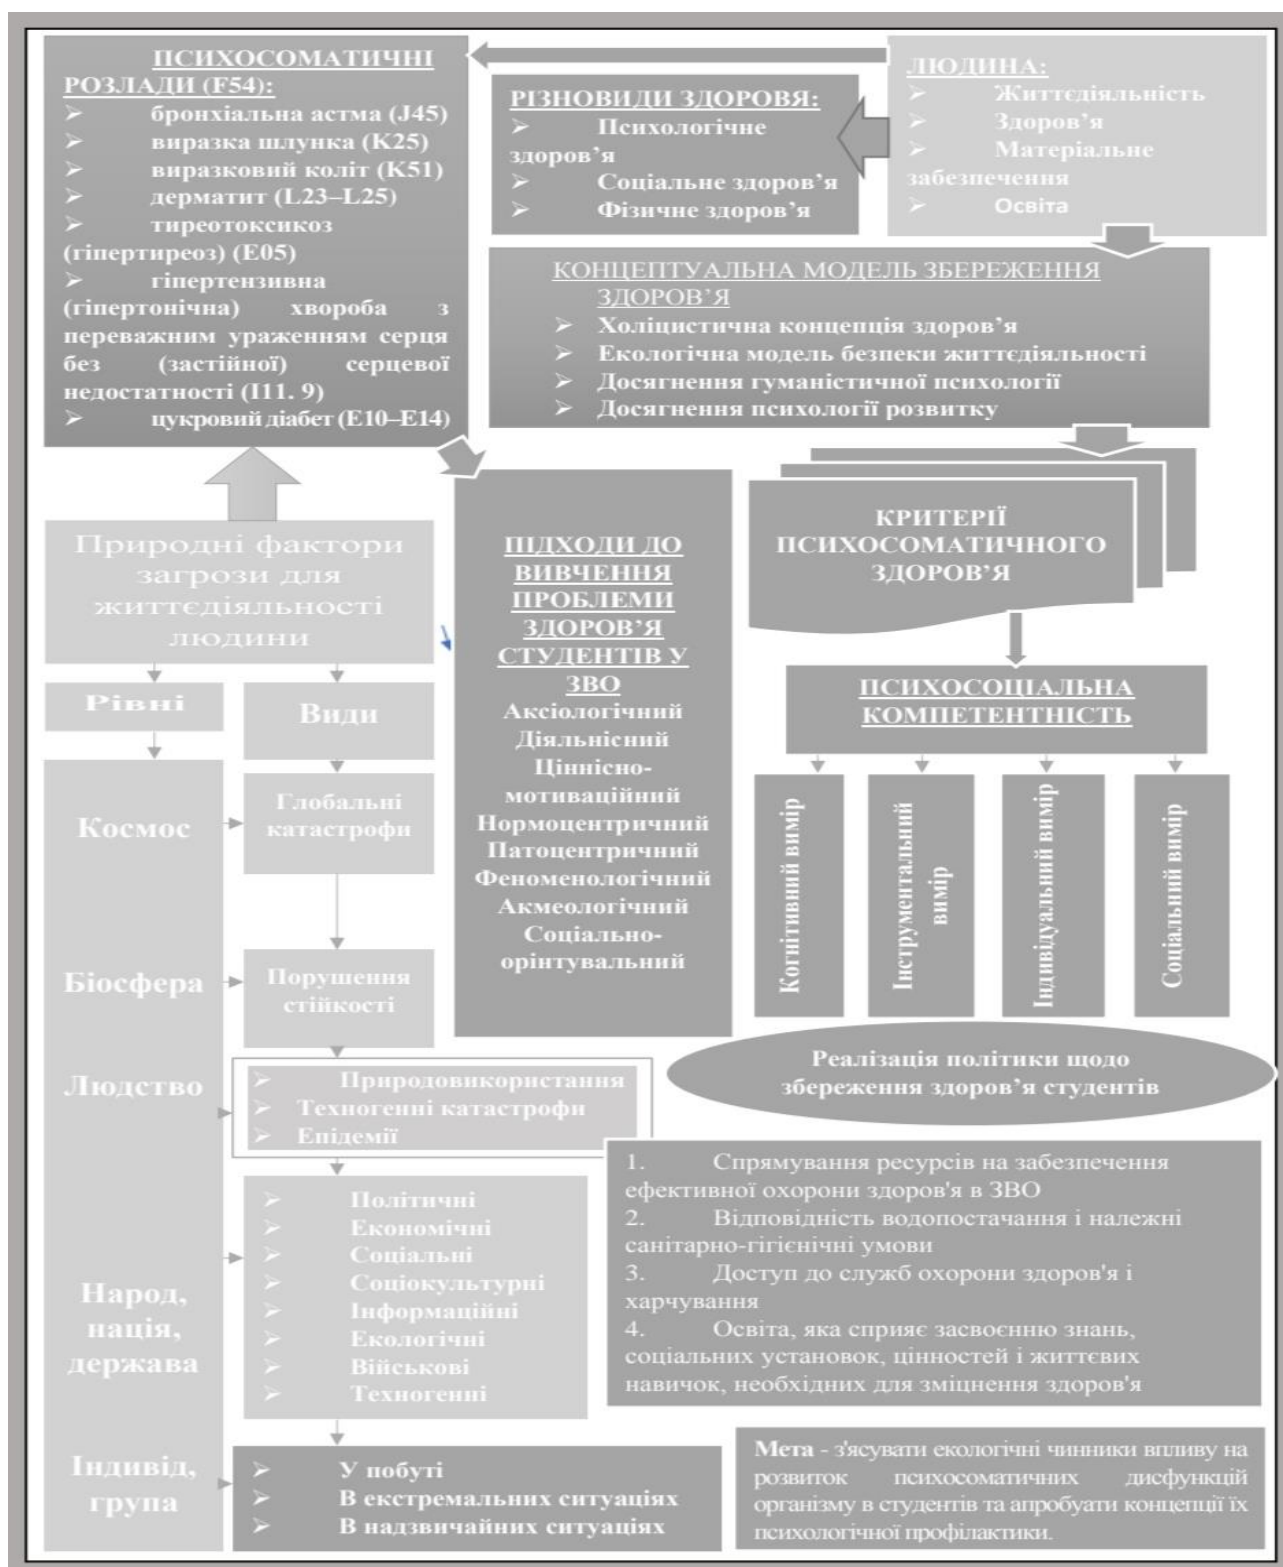 ПСИХОСОМАТИЧНІ
РОЗЛАДИ (F54):
➢ бронхіальна астма (J45)
➢ виразка шлунка (K25)
➢ виразковий коліт (K51)
➢ дерматит (L23–L25)
➢ тиреотоксикоз
(гіпертиреоз) (E05)
➢ гіпертензивна
(гіпертонічна) хвороба з
переважним ураженням серця
без (застійної) серцевої
недостатності (I11. 9)
➢ цукровий діабет (E10–E14)
РІЗНОВИДИ ЗДОРОВЯ:
➢ Психологічне
здоров’я
➢ Соціальне здоров’я
➢ Фізичне здоров’я
ЛЮДИНА:
➢ Життєдіяльність
➢ Здоров’я
➢ Матеріальне
забезпечення
➢ Освіта
КОНЦЕПТУАЛЬНА МОДЕЛЬ ЗБЕРЕЖЕННЯ
ЗДОРОВ’Я
➢ Холіцистична концепція здоров’я
➢ Екологічна модель безпеки життєдіяльності
➢ Досягнення гуманістичної психології
➢ Досягнення психології розвитку
Природні фактори
загрози для
життєдіяльності
людини
Рівні
Види
Космос
Глобальні
катастрофи
Біосфера
Порушення
стійкості
Людство
➢ Природовикористання
➢ Техногенні катастрофи
➢ Епідемії
Народ,
нація,
держава
➢ Політичні
➢ Економічні
➢ Соціальні
➢ Соціокультурні
➢ Інформаційні
➢ Екологічні
➢ Військові
➢ Техногенні
Індивід,
група
➢ У побуті
➢ В екстремальних ситуаціях
➢ В надзвичайних ситуаціях
ПІДХОДИ ДО
ВИВЧЕННЯ
ПРОБЛЕМИ
ЗДОРОВ’Я
СТУДЕНТІВ У
ЗВО
Аксіологічний
Діяльнісний
Ціннісно-
мотиваційний
Нормоцентричний
Патоцентричний
Феноменологічний
Акмеологічний
Соціально-
орінтувальний
КРИТЕРІЇ
ПСИХОСОМАТИЧНОГО
ЗДОРОВ’Я
ПСИХОСОЦІАЛЬНА
КОМПЕТЕНТНІСТЬ
Когнітивний вимір
Інструментальний
вимір
Індивідуальний вимір
Соціальний вимір
Реалізація політики щодо
збереження здоров’я студентів
1. Спрямування ресурсів на забезпечення
ефективної охорони здоров'я в ЗВО
2. Відповідність водопостачання і належні
санітарно-гігієнічні умови
3. Доступ до служб охорони здоров'я і
харчування
4. Освіта, яка сприяє засвоєнню знань,
соціальних установок, цінностей і життєвих
навичок, необхідних для зміцнення здоров'я
Мета - з'ясувати екологічні чинники впливу на
розвиток психосоматичних дисфункцій
організму в студентів та апробуати концепції їх
психологічної профілактики.